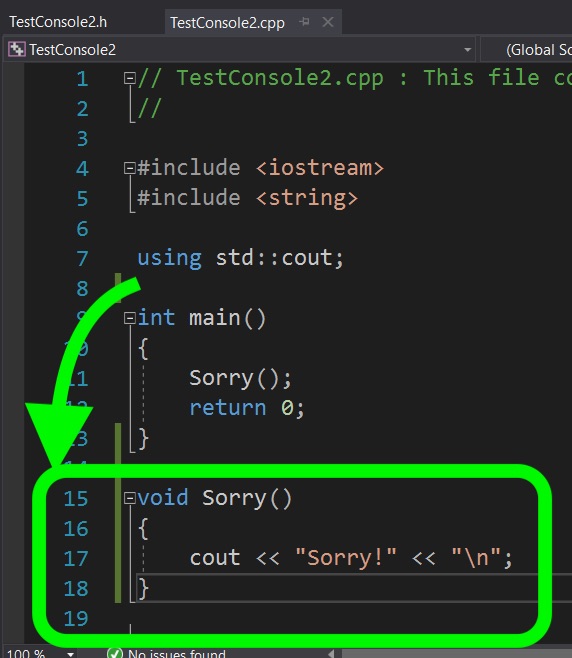 TestConsole2.h TestConsole2.cpp
TestConsole2 (Global Sc
1 // TestConsole2.cpp : This file co
2 //
3
4 #include <iostream>
5 #include <string>
6
7 using std::cout;
8
9 int main()
10 {
11 Sorry();
12 return 0;
13 }
14
15 void Sorry()
16 {
17 cout << "Sorry!" << "\n";
18 }
19
100 % No issues found